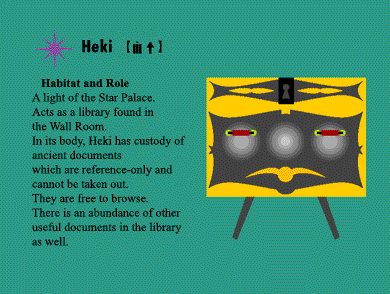 Heki
Habitat and Role
A light of the Star Palace.
Acts as a library found in
the Wall Room.
In its body, Heki has custody of
ancient documents
which are reference-only and
cannot be taken out.
They are free to browse.
There is an abundance of other
useful documents in the library
as well.